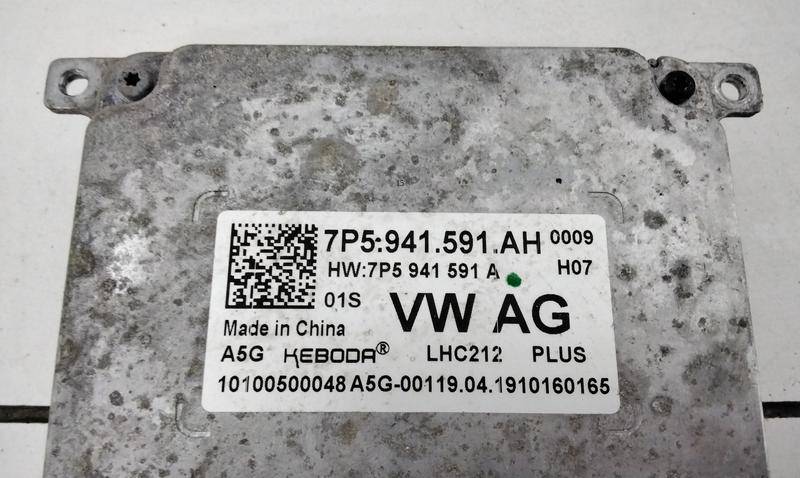 7P5.941.591.AH 0009
HW:7P5 941 591 A H07
01S VW AG
Made in China
A5G KEBODA® LHC212 PLUS
10100500048 A5G-00119.04.1910160165